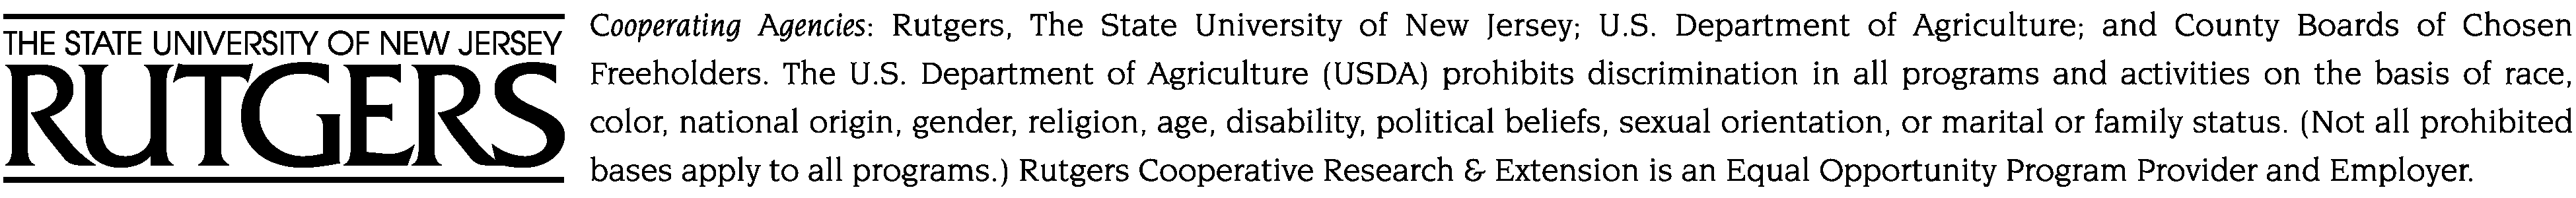 THE STATE UNIVERSITY OF NEW JERSEY
RUTGERS
Cooperating Agencies: Rutgers, The State University of New Jersey; U.S. Department of Agriculture; and County Boards of Chosen
Freeholders. The U.S. Department of Agriculture (USDA) prohibits discrimination in all programs and activities on the basis of race,
color, national origin, gender, religion, age, disability, political beliefs, sexual orientation, or marital or family status. (Not all prohibited
bases apply to all programs.) Rutgers Cooperative Research & Extension is an Equal Opportunity Program Provider and Employer.